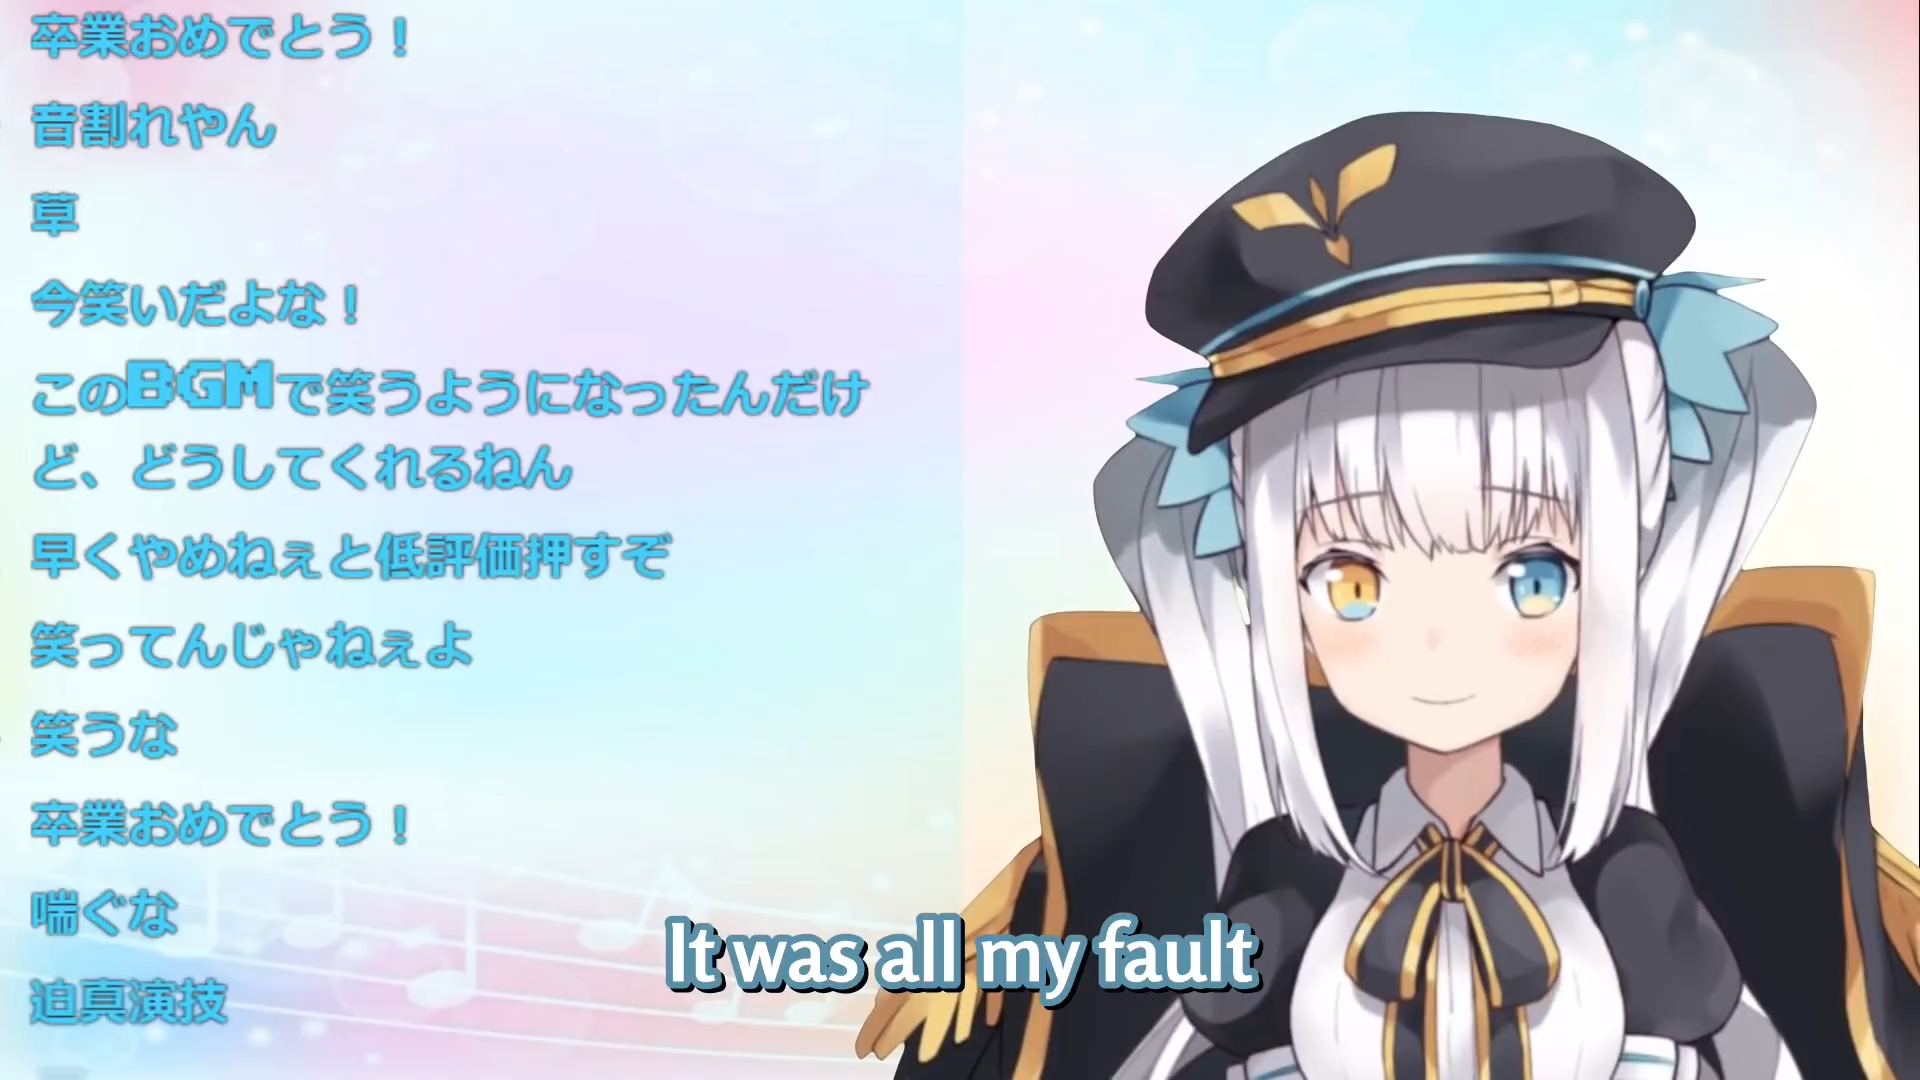 卒業おめでとう！
音割れやん
草
今笑いだよな！
このBGMで笑うようになったんだけ
ど、どうしてくれるねん
早くやめねぇと低評価押すぞ
笑ってんじゃねぇよ
笑うな
卒業おめでとう！
喘ぐな
迫真演技
It was all my fault